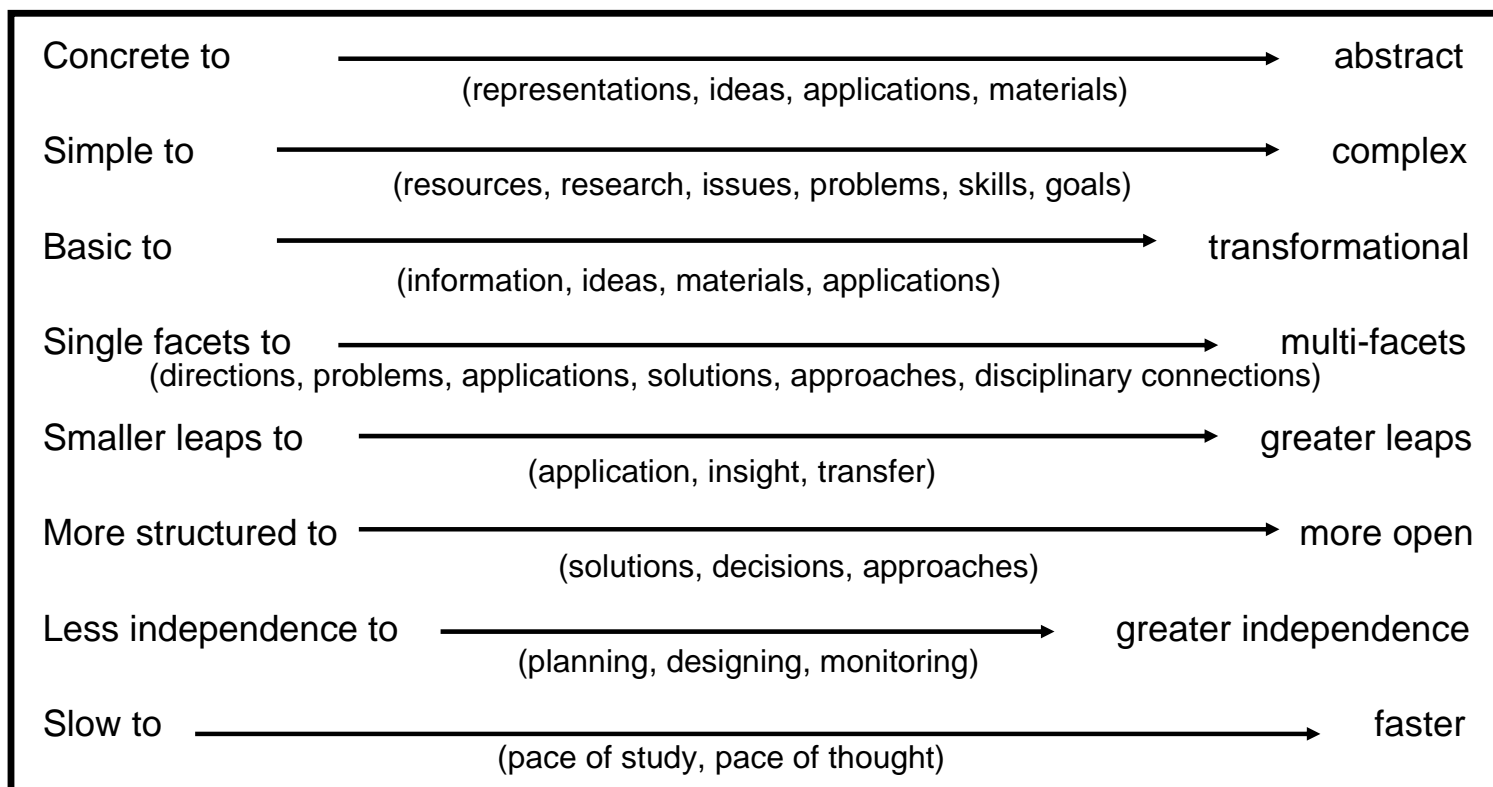 Concrete to abstract
(representations, ideas, applications, materials)
Simple to complex
(resources, research, issues, problems, skills, goals)
Basic to transformational
(information, ideas, materials, applications)
Single facets to multi-facets
(directions, problems, applications, solutions, approaches, disciplinary connections)
Smaller leaps to greater leaps
(application, insight, transfer)
More structured to more open
(solutions, decisions, approaches)
Less independence to greater independence
(planning, designing, monitoring)
Slow to faster
(pace of study, pace of thought)